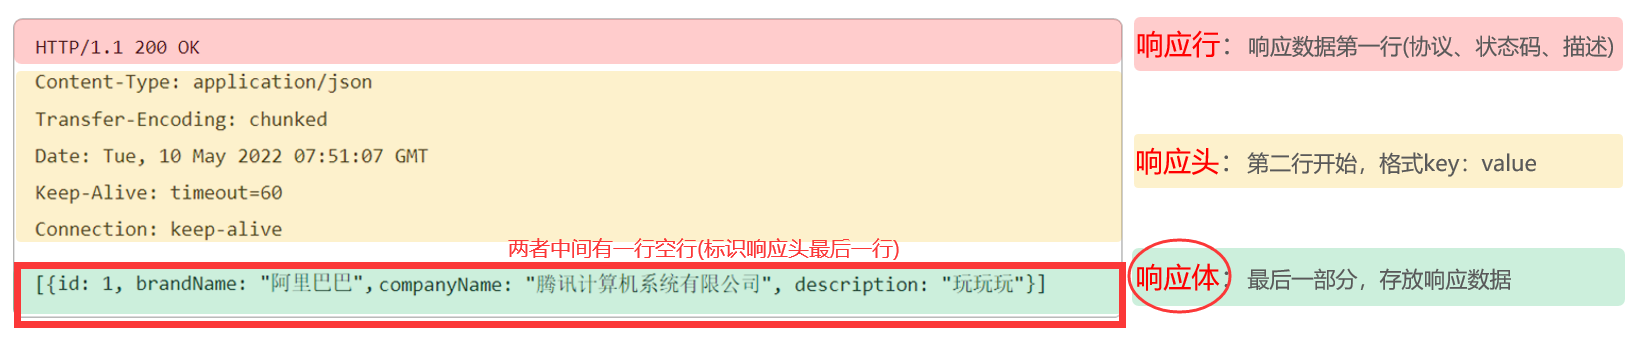 HTTP/1.1 200 OK
响应行：响应数据第一行(协议、状态码、描述)
Content-Type: application/json
Transfer-Encoding: chunked
Date: Tue, 10 May 2022 07:51:07 GMT
响应头：第二行开始，格式key：value
Keep-Alive: timeout=60
Connection: keep-alive
两者中间有一行空行(标识响应头最后一行)
[{id: 1, brandName: "阿里巴巴",companyName: "腾讯计算机系统有限公司", description: "玩玩玩"}]
响应体：最后一部分，存放响应数据